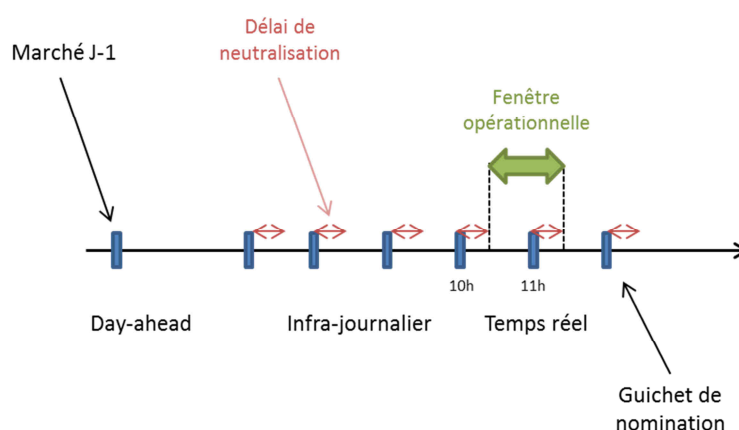 Marché J-1
Délai de
neutralisation
Fenêtre
opérationnelle
10h
11h
Day-ahead
Infra-journalier
Temps réel
Guichet de
nomination